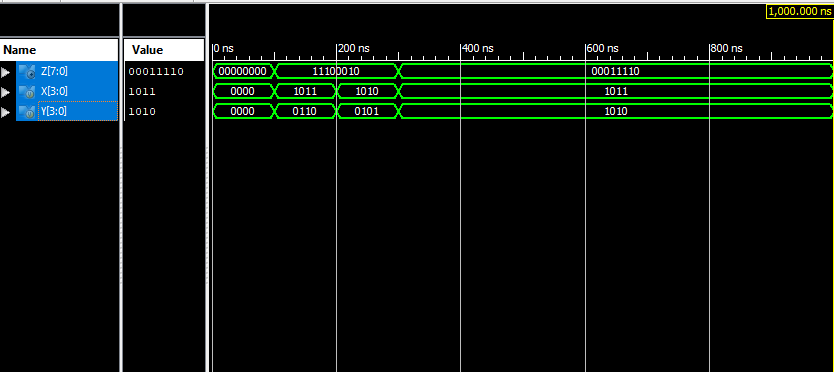 1,000.000 ns
Name Value 0 ns 200 ns 400 ns 600 ns 800 ns
Z[7:0] 00011110 00000000 11100010 00011110
X[3:0] 1011 0000 1011 1010 1011
Y[3:0] 1010 0000 0110 0101 1010